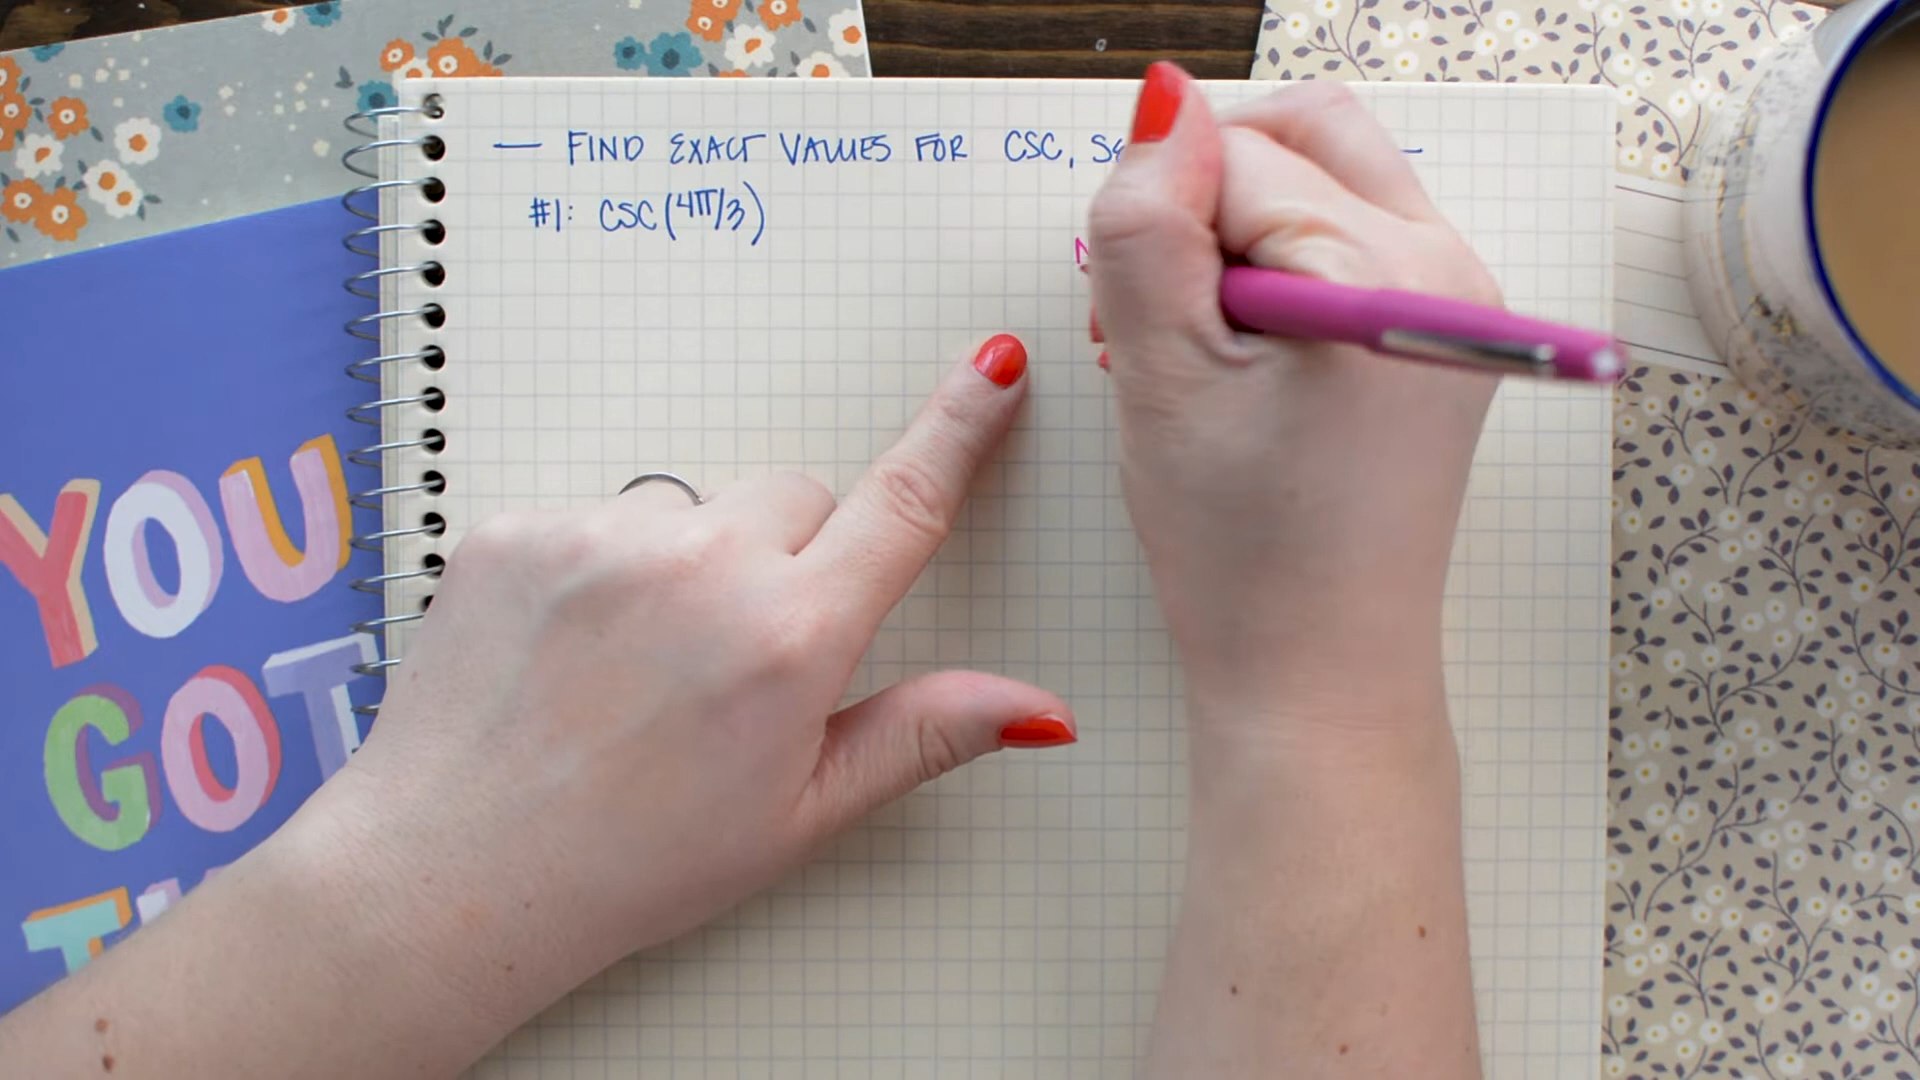 — FIND EXACT VALUES FOR CSC, —
#1: CSC(4π/3)
YOU
GOT